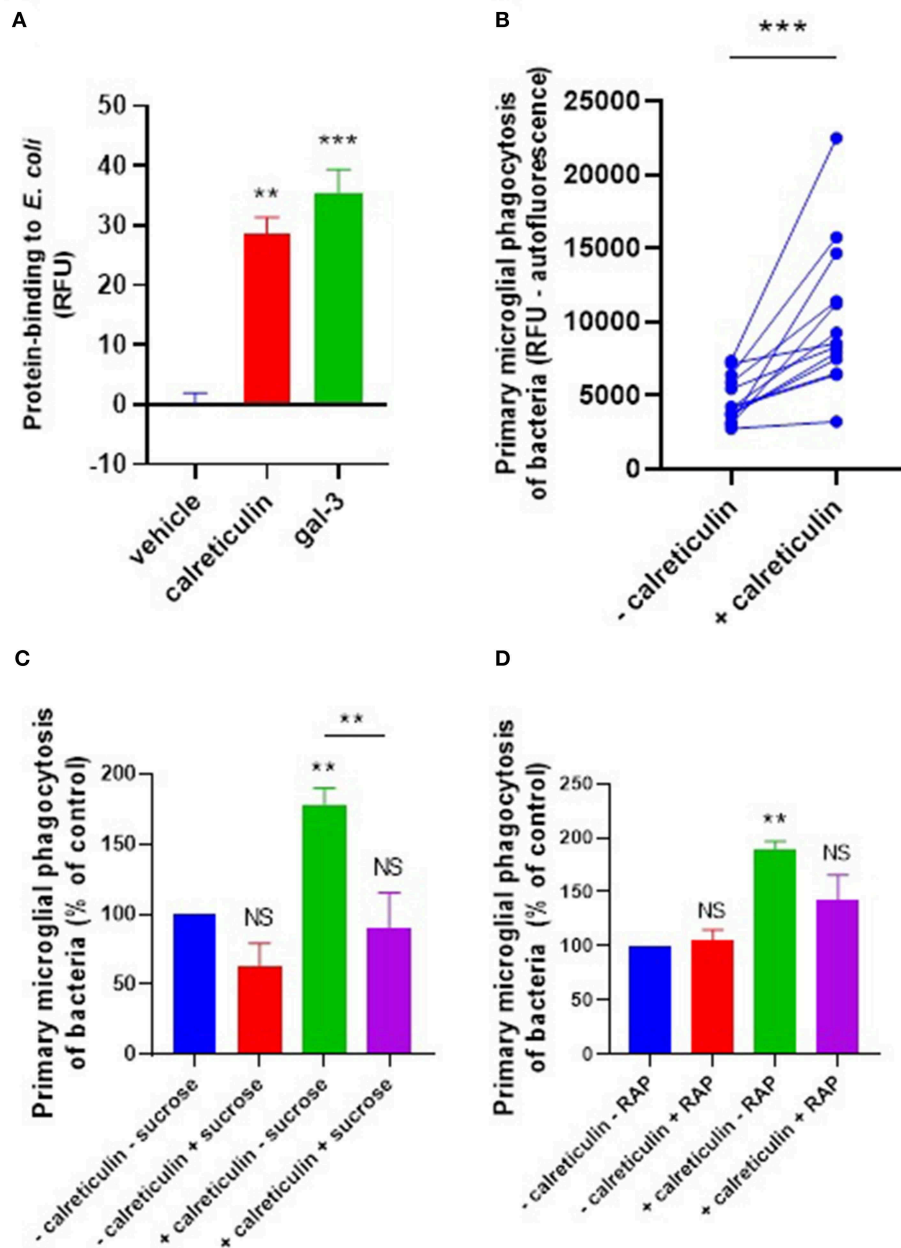 A
Protein-binding to E. coli
(RFU)
50
40
30
20
10
0
-10
**
***
vehicle
calreticulin
gal-3
B
Primary microglial phagocytosis
of bacteria (RFU - autofluorescence)
***
25000
20000
15000
10000
5000
0
- calreticulin
+ calreticulin
C
Primary microglial phagocytosis
of bacteria (% of control)
200
150
100
50
0
**
NS
**
NS
- calreticulin - sucrose
- calreticulin + sucrose
+ calreticulin - sucrose
+ calreticulin + sucrose
D
Primary microglial phagocytosis
of bacteria (% of control)
250
200
150
100
50
0
NS
**
NS
- calreticulin - RAP
- calreticulin + RAP
+ calreticulin - RAP
+ calreticulin + RAP